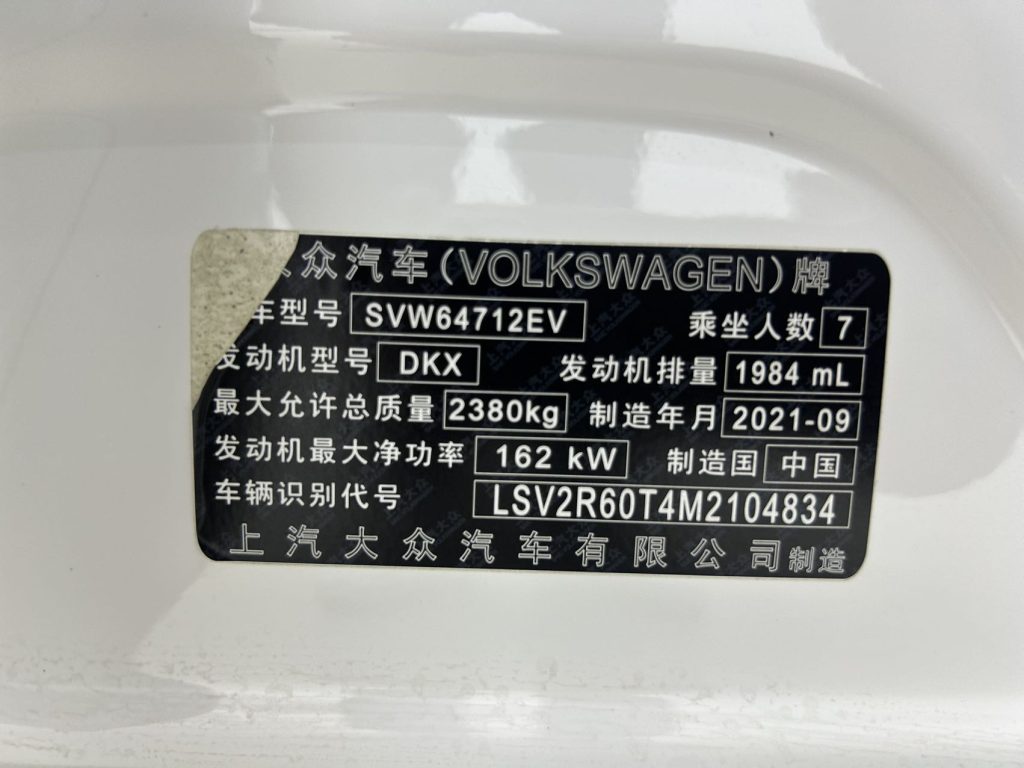 众汽车(VOLKSWAGEN)牌
车型号 SVW64712EV 乘坐人数 7
发动机型号 DKX 发动机排量 1984 mL
最大允许总质量 2380kg 制造年月 2021-09
发动机最大净功率 162 kW 制造国 中国
车辆识别代号 LSV2R60T4M2104834
上汽大众汽车有限公司制造